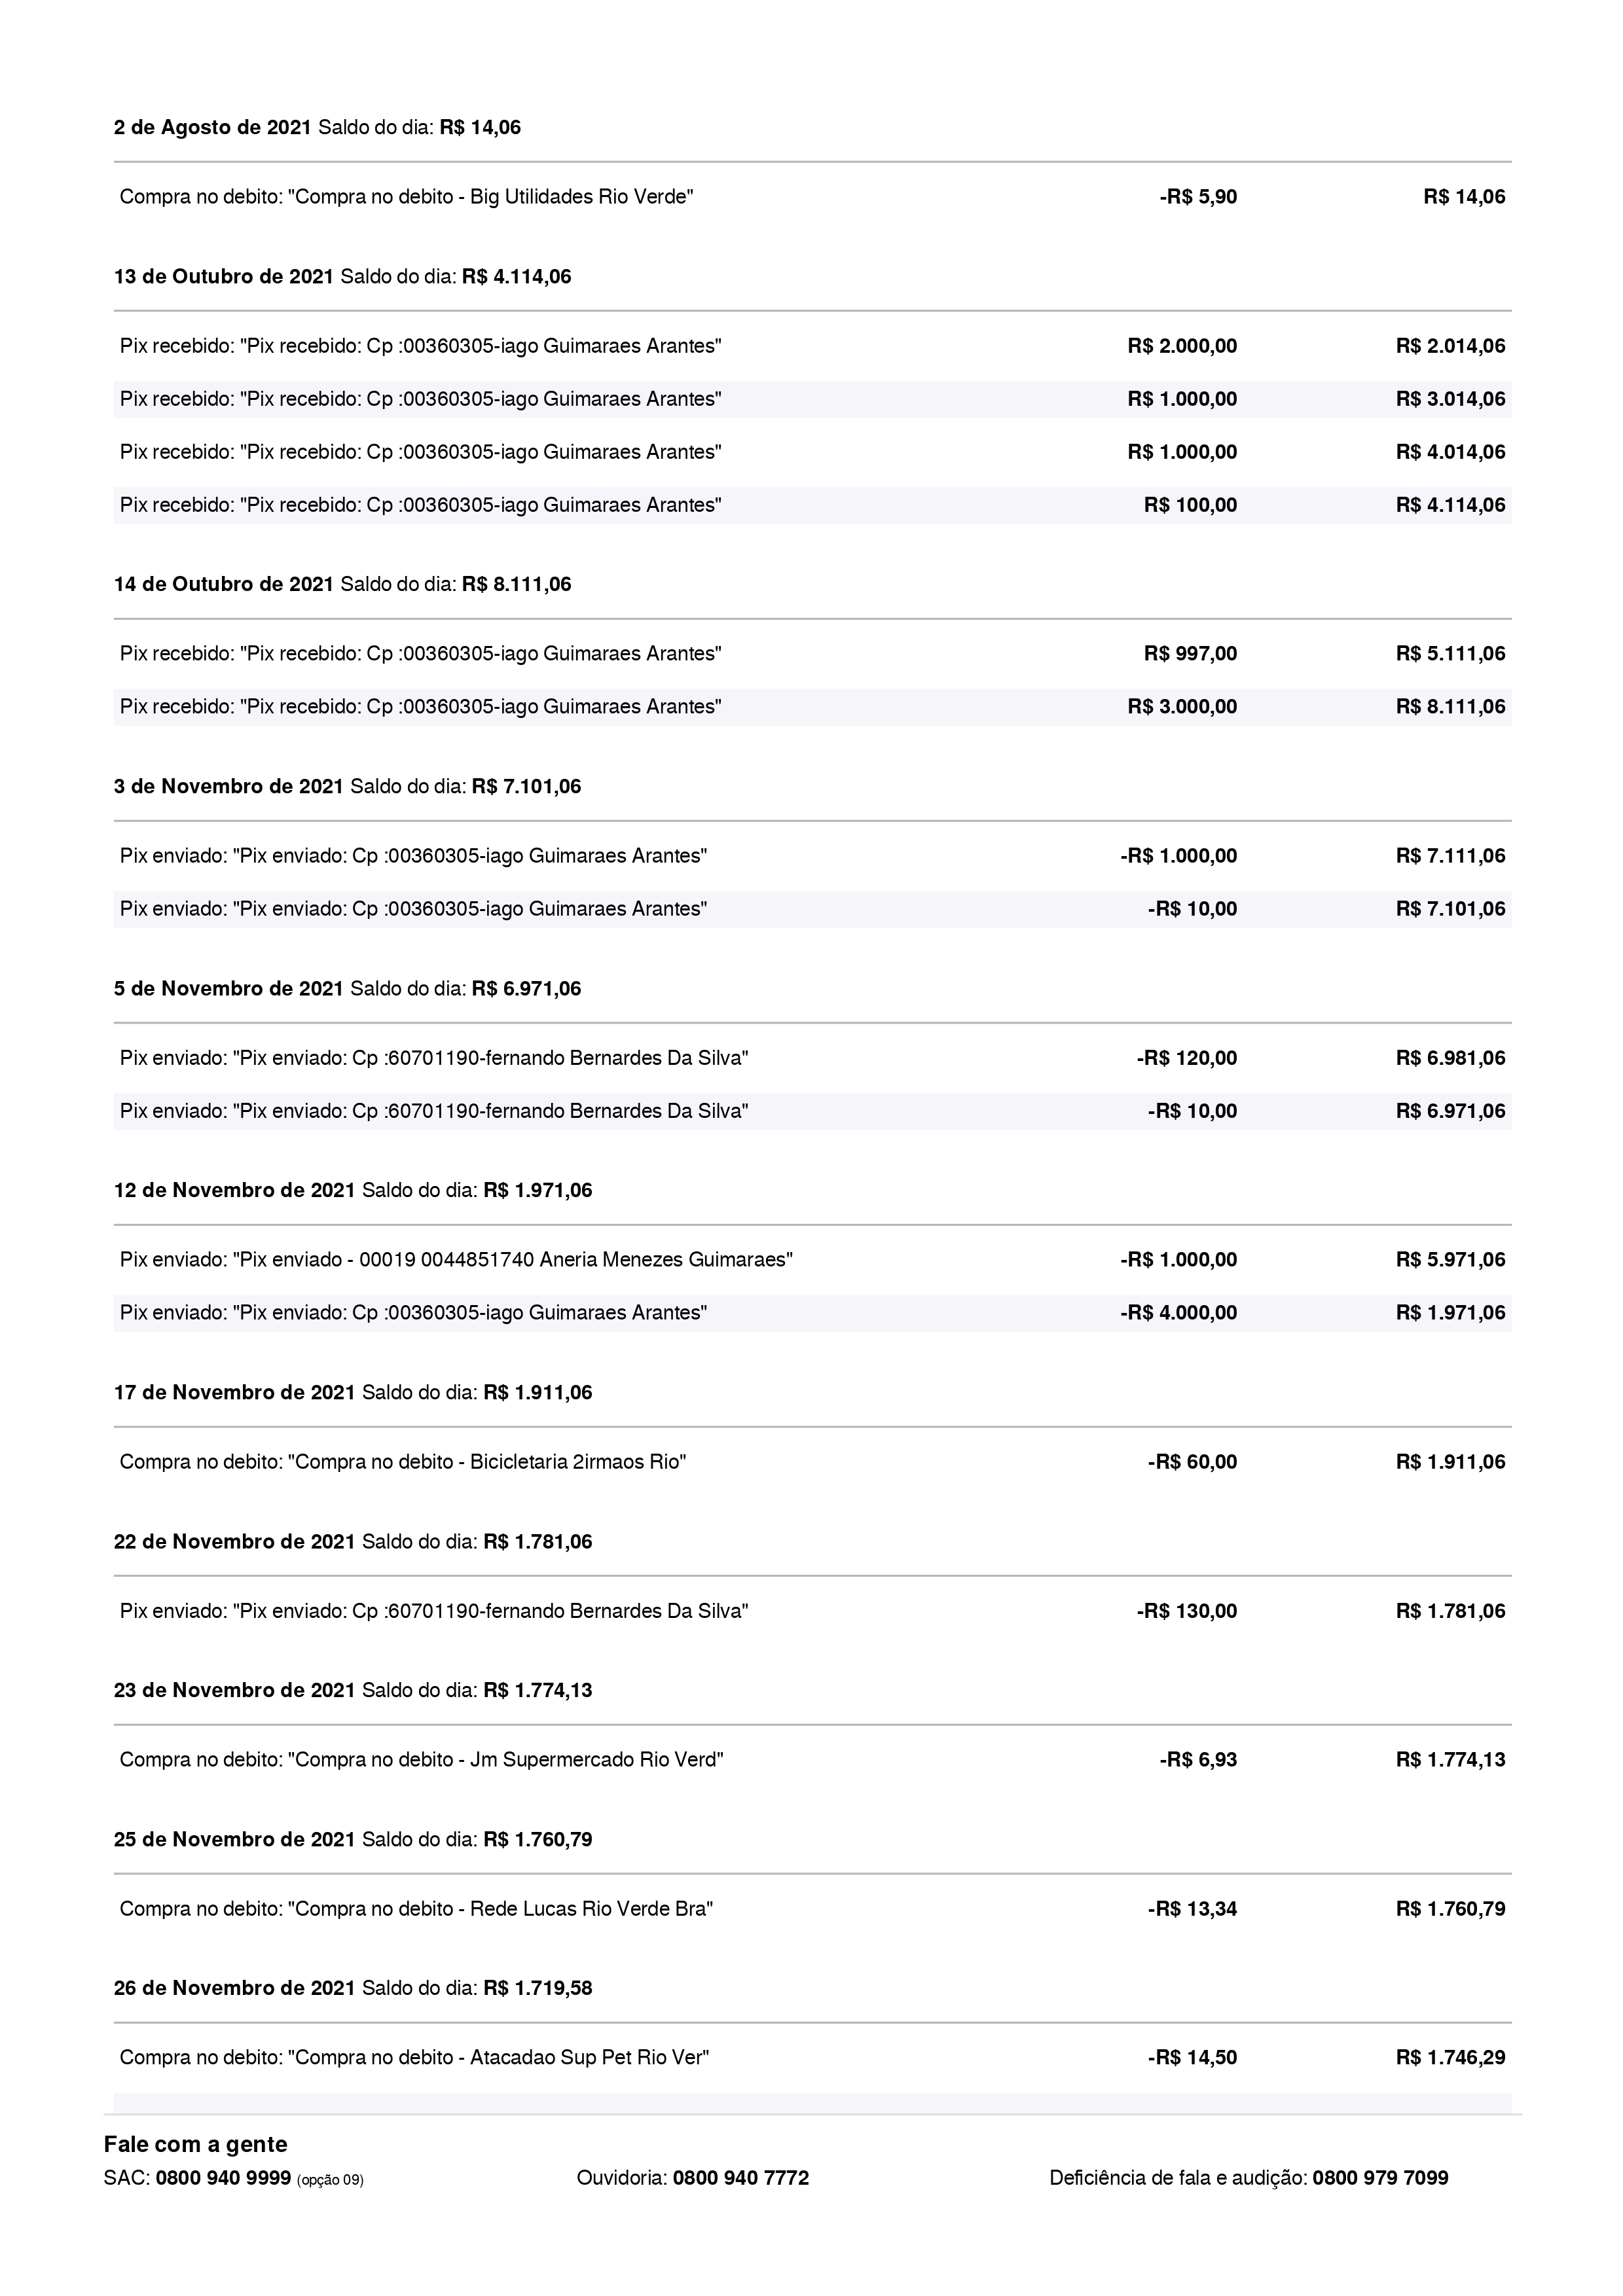 2 de Agosto de 2021 Saldo do dia: R$ 14,06
Compra no debito: "Compra no debito - Big Utilidades Rio Verde" -R$ 5,90 R$ 14,06
13 de Outubro de 2021 Saldo do dia: R$ 4.114,06
Pix recebido: "Pix recebido: Cp :00360305-iago Guimaraes Arantes" R$ 2.000,00 R$ 2.014,06
Pix recebido: "Pix recebido: Cp :00360305-iago Guimaraes Arantes" R$ 1.000,00 R$ 3.014,06
Pix recebido: "Pix recebido: Cp :00360305-iago Guimaraes Arantes" R$ 1.000,00 R$ 4.014,06
Pix recebido: "Pix recebido: Cp :00360305-iago Guimaraes Arantes" R$ 100,00 R$ 4.114,06
14 de Outubro de 2021 Saldo do dia: R$ 8.111,06
Pix recebido: "Pix recebido: Cp :00360305-iago Guimaraes Arantes" R$ 997,00 R$ 5.111,06
Pix recebido: "Pix recebido: Cp :00360305-iago Guimaraes Arantes" R$ 3.000,00 R$ 8.111,06
3 de Novembro de 2021 Saldo do dia: R$ 7.101,06
Pix enviado: "Pix enviado: Cp :00360305-iago Guimaraes Arantes" -R$ 1.000,00 R$ 7.111,06
Pix enviado: "Pix enviado: Cp :00360305-iago Guimaraes Arantes" -R$ 10,00 R$ 7.101,06
5 de Novembro de 2021 Saldo do dia: R$ 6.971,06
Pix enviado: "Pix enviado: Cp :60701190-fernando Bernardes Da Silva" -R$ 120,00 R$ 6.981,06
Pix enviado: "Pix enviado: Cp :60701190-fernando Bernardes Da Silva" -R$ 10,00 R$ 6.971,06
12 de Novembro de 2021 Saldo do dia: R$ 1.971,06
Pix enviado: "Pix enviado - 00019 0044851740 Aneria Menezes Guimaraes" -R$ 1.000,00 R$ 5.971,06
Pix enviado: "Pix enviado: Cp :00360305-iago Guimaraes Arantes" -R$ 4.000,00 R$ 1.971,06
17 de Novembro de 2021 Saldo do dia: R$ 1.911,06
Compra no debito: "Compra no debito - Bicicletaria 2irmaos Rio" -R$ 60,00 R$ 1.911,06
22 de Novembro de 2021 Saldo do dia: R$ 1.781,06
Pix enviado: "Pix enviado: Cp :60701190-fernando Bernardes Da Silva" -R$ 130,00 R$ 1.781,06
23 de Novembro de 2021 Saldo do dia: R$ 1.774,13
Compra no debito: "Compra no debito - Jm Supermercado Rio Verd" -R$ 6,93 R$ 1.774,13
25 de Novembro de 2021 Saldo do dia: R$ 1.760,79
Compra no debito: "Compra no debito - Rede Lucas Rio Verde Bra" -R$ 13,34 R$ 1.760,79
26 de Novembro de 2021 Saldo do dia: R$ 1.719,58
Compra no debito: "Compra no debito - Atacadao Sup Pet Rio Ver" -R$ 14,50 R$ 1.746,29
Fale com a gente
SAC: 0800 940 9999 (opção 09) Ouvidoria: 0800 940 7772 Deficiência de fala e audição: 0800 979 7099